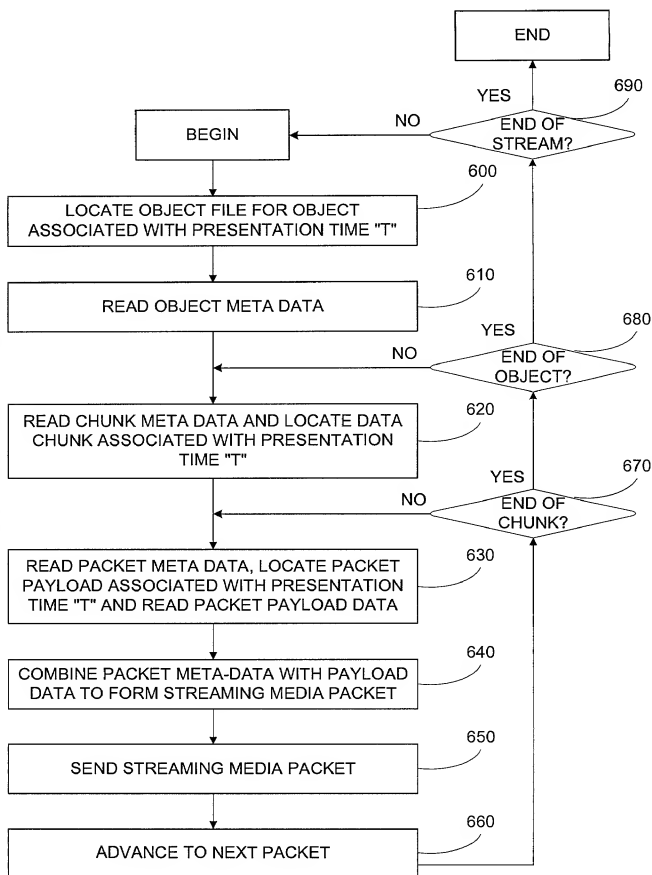 END
YES
690
NO
END OF
STREAM?
BEGIN
600
LOCATE OBJECT FILE FOR OBJECT
ASSOCIATED WITH PRESENTATION TIME "T"
610
READ OBJECT META DATA
YES
680
NO
END OF
OBJECT?
620
READ CHUNK META DATA AND LOCATE DATA
CHUNK ASSOCIATED WITH PRESENTATION
TIME "T"
YES
670
NO
END OF
CHUNK?
630
READ PACKET META DATA, LOCATE PACKET
PAYLOAD ASSOCIATED WITH PRESENTATION
TIME "T" AND READ PACKET PAYLOAD DATA
640
COMBINE PACKET META-DATA WITH PAYLOAD
DATA TO FORM STREAMING MEDIA PACKET
650
SEND STREAMING MEDIA PACKET
660
ADVANCE TO NEXT PACKET